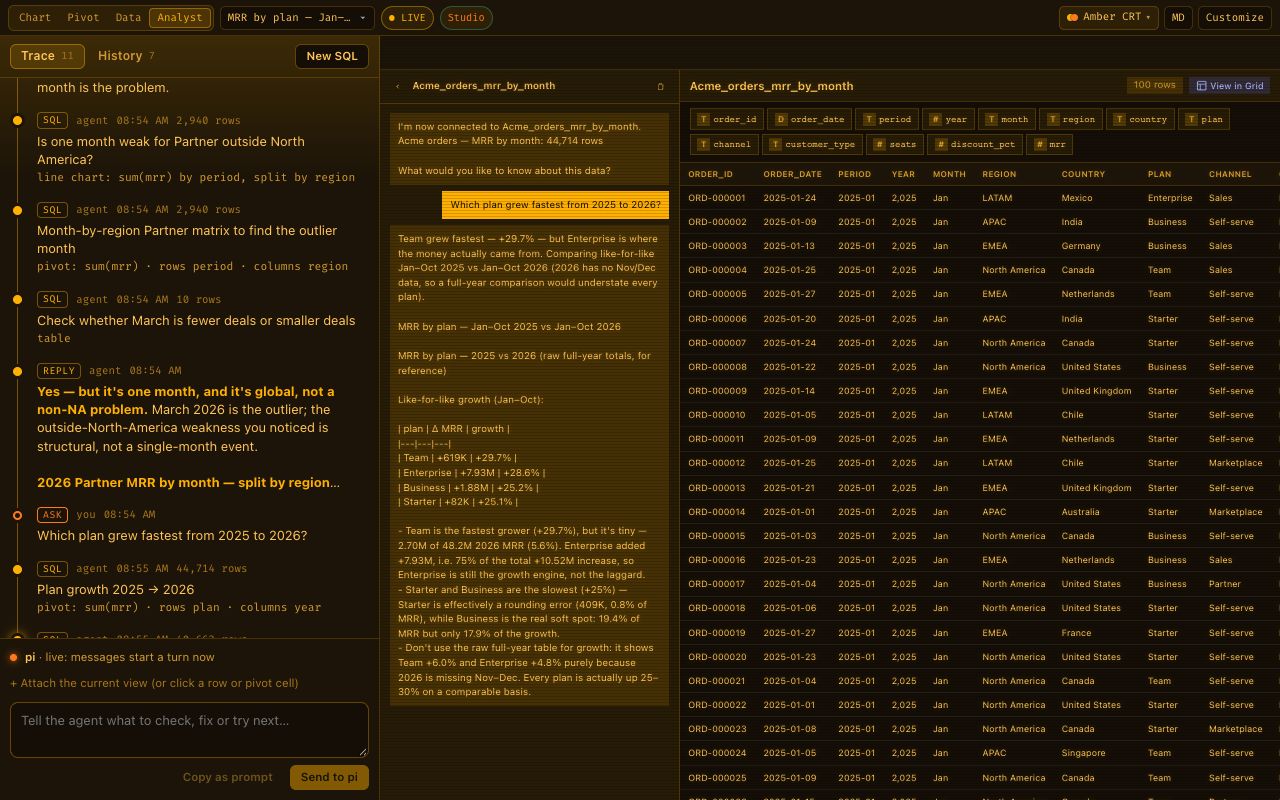 Chart Pivot Data Analyst MRR by plan — Jan–… LIVE Studio Amber CRT MD Customize
Trace 11 History 7 New SQL
month is the problem.
SQL agent 08:54 AM 2,940 rows
Is one month weak for Partner outside North
America?
line chart: sum(mrr) by period, split by region
SQL agent 08:54 AM 2,940 rows
Month-by-region Partner matrix to find the outlier
month
pivot: sum(mrr) · rows period · columns region
SQL agent 08:54 AM 10 rows
Check whether March is fewer deals or smaller deals
table
REPLY agent 08:54 AM
Yes — but it's one month, and it's global, not a
non-NA problem. March 2026 is the outlier; the
outside-North-America weakness you noticed is
structural, not a single-month event.
2026 Partner MRR by month — split by region…
ASK you 08:54 AM
Which plan grew fastest from 2025 to 2026?
SQL agent 08:55 AM 44,714 rows
Plan growth 2025 → 2026
pivot: sum(mrr) · rows plan · columns year
pi · live: messages start a turn now
+ Attach the current view (or click a row or pivot cell)
Tell the agent what to check, fix or try next…
Copy as prompt Send to pi
Acme_orders_mrr_by_month
I'm now connected to Acme_orders_mrr_by_month.
Acme orders — MRR by month: 44,714 rows
What would you like to know about this data?
Which plan grew fastest from 2025 to 2026?
Team grew fastest — +29.7% — but Enterprise is where
the money actually came from. Comparing like-for-like
Jan–Oct 2025 vs Jan–Oct 2026 (2026 has no Nov/Dec
data, so a full-year comparison would understate every
plan).
MRR by plan — Jan–Oct 2025 vs Jan–Oct 2026
MRR by plan — 2025 vs 2026 (raw full-year totals, for
reference)
Like-for-like growth (Jan–Oct):
| plan | Δ MRR | growth |
|---|---|---|
| Team | +619K | +29.7% |
| Enterprise | +7.93M | +28.6% |
| Business | +1.88M | +25.2% |
| Starter | +82K | +25.1% |
- Team is the fastest grower (+29.7%), but it's tiny —
2.70M of 48.2M 2026 MRR (5.6%). Enterprise added
+7.93M, i.e. 75% of the total +10.52M increase, so
Enterprise is still the growth engine, not the laggard.
- Starter and Business are the slowest (+25%) —
Starter is effectively a rounding error (409K, 0.8% of
MRR), while Business is the real soft spot: 19.4% of
MRR but only 17.9% of the growth.
- Don't use the raw full-year table for growth: it shows
Team +6.0% and Enterprise +4.8% purely because
2026 is missing Nov–Dec. Every plan is actually up 25–
30% on a comparable basis.
Acme_orders_mrr_by_month 100 rows View in Grid
T order_id D order_date T period # year T month T region T country T plan
T channel T customer_type # seats # discount_pct # mrr
ORDER_ID ORDER_DATE PERIOD YEAR MONTH REGION COUNTRY PLAN CHANNEL
ORD-000001 2025-01-24 2025-01 2,025 Jan LATAM Mexico Enterprise Sales
ORD-000002 2025-01-09 2025-01 2,025 Jan APAC India Business Self-serve
ORD-000003 2025-01-13 2025-01 2,025 Jan EMEA Germany Business Sales
ORD-000004 2025-01-25 2025-01 2,025 Jan North America Canada Team Sales
ORD-000005 2025-01-27 2025-01 2,025 Jan EMEA Netherlands Team Self-serve
ORD-000006 2025-01-20 2025-01 2,025 Jan APAC India Starter Self-serve
ORD-000007 2025-01-24 2025-01 2,025 Jan North America Canada Starter Self-serve
ORD-000008 2025-01-22 2025-01 2,025 Jan North America United States Business Self-serve
ORD-000009 2025-01-14 2025-01 2,025 Jan EMEA United Kingdom Starter Self-serve
ORD-000010 2025-01-05 2025-01 2,025 Jan LATAM Chile Starter Self-serve
ORD-000011 2025-01-09 2025-01 2,025 Jan EMEA Netherlands Starter Self-serve
ORD-000012 2025-01-25 2025-01 2,025 Jan LATAM Chile Starter Marketplace
ORD-000013 2025-01-21 2025-01 2,025 Jan EMEA United Kingdom Starter Self-serve
ORD-000014 2025-01-01 2025-01 2,025 Jan APAC Australia Starter Marketplace
ORD-000015 2025-01-03 2025-01 2,025 Jan North America Canada Business Self-serve
ORD-000016 2025-01-23 2025-01 2,025 Jan EMEA Netherlands Business Sales
ORD-000017 2025-01-04 2025-01 2,025 Jan North America United States Business Partner
ORD-000018 2025-01-06 2025-01 2,025 Jan North America United States Starter Self-serve
ORD-000019 2025-01-27 2025-01 2,025 Jan EMEA France Starter Self-serve
ORD-000020 2025-01-23 2025-01 2,025 Jan North America United States Team Self-serve
ORD-000021 2025-01-04 2025-01 2,025 Jan North America Canada Team Self-serve
ORD-000022 2025-01-01 2025-01 2,025 Jan North America United States Starter Self-serve
ORD-000023 2025-01-08 2025-01 2,025 Jan North America Canada Starter Marketplace
ORD-000024 2025-01-05 2025-01 2,025 Jan APAC Singapore Team Self-serve
ORD-000025 2025-01-09 2025-01 2,025 Jan North America Canada Team Self-serve